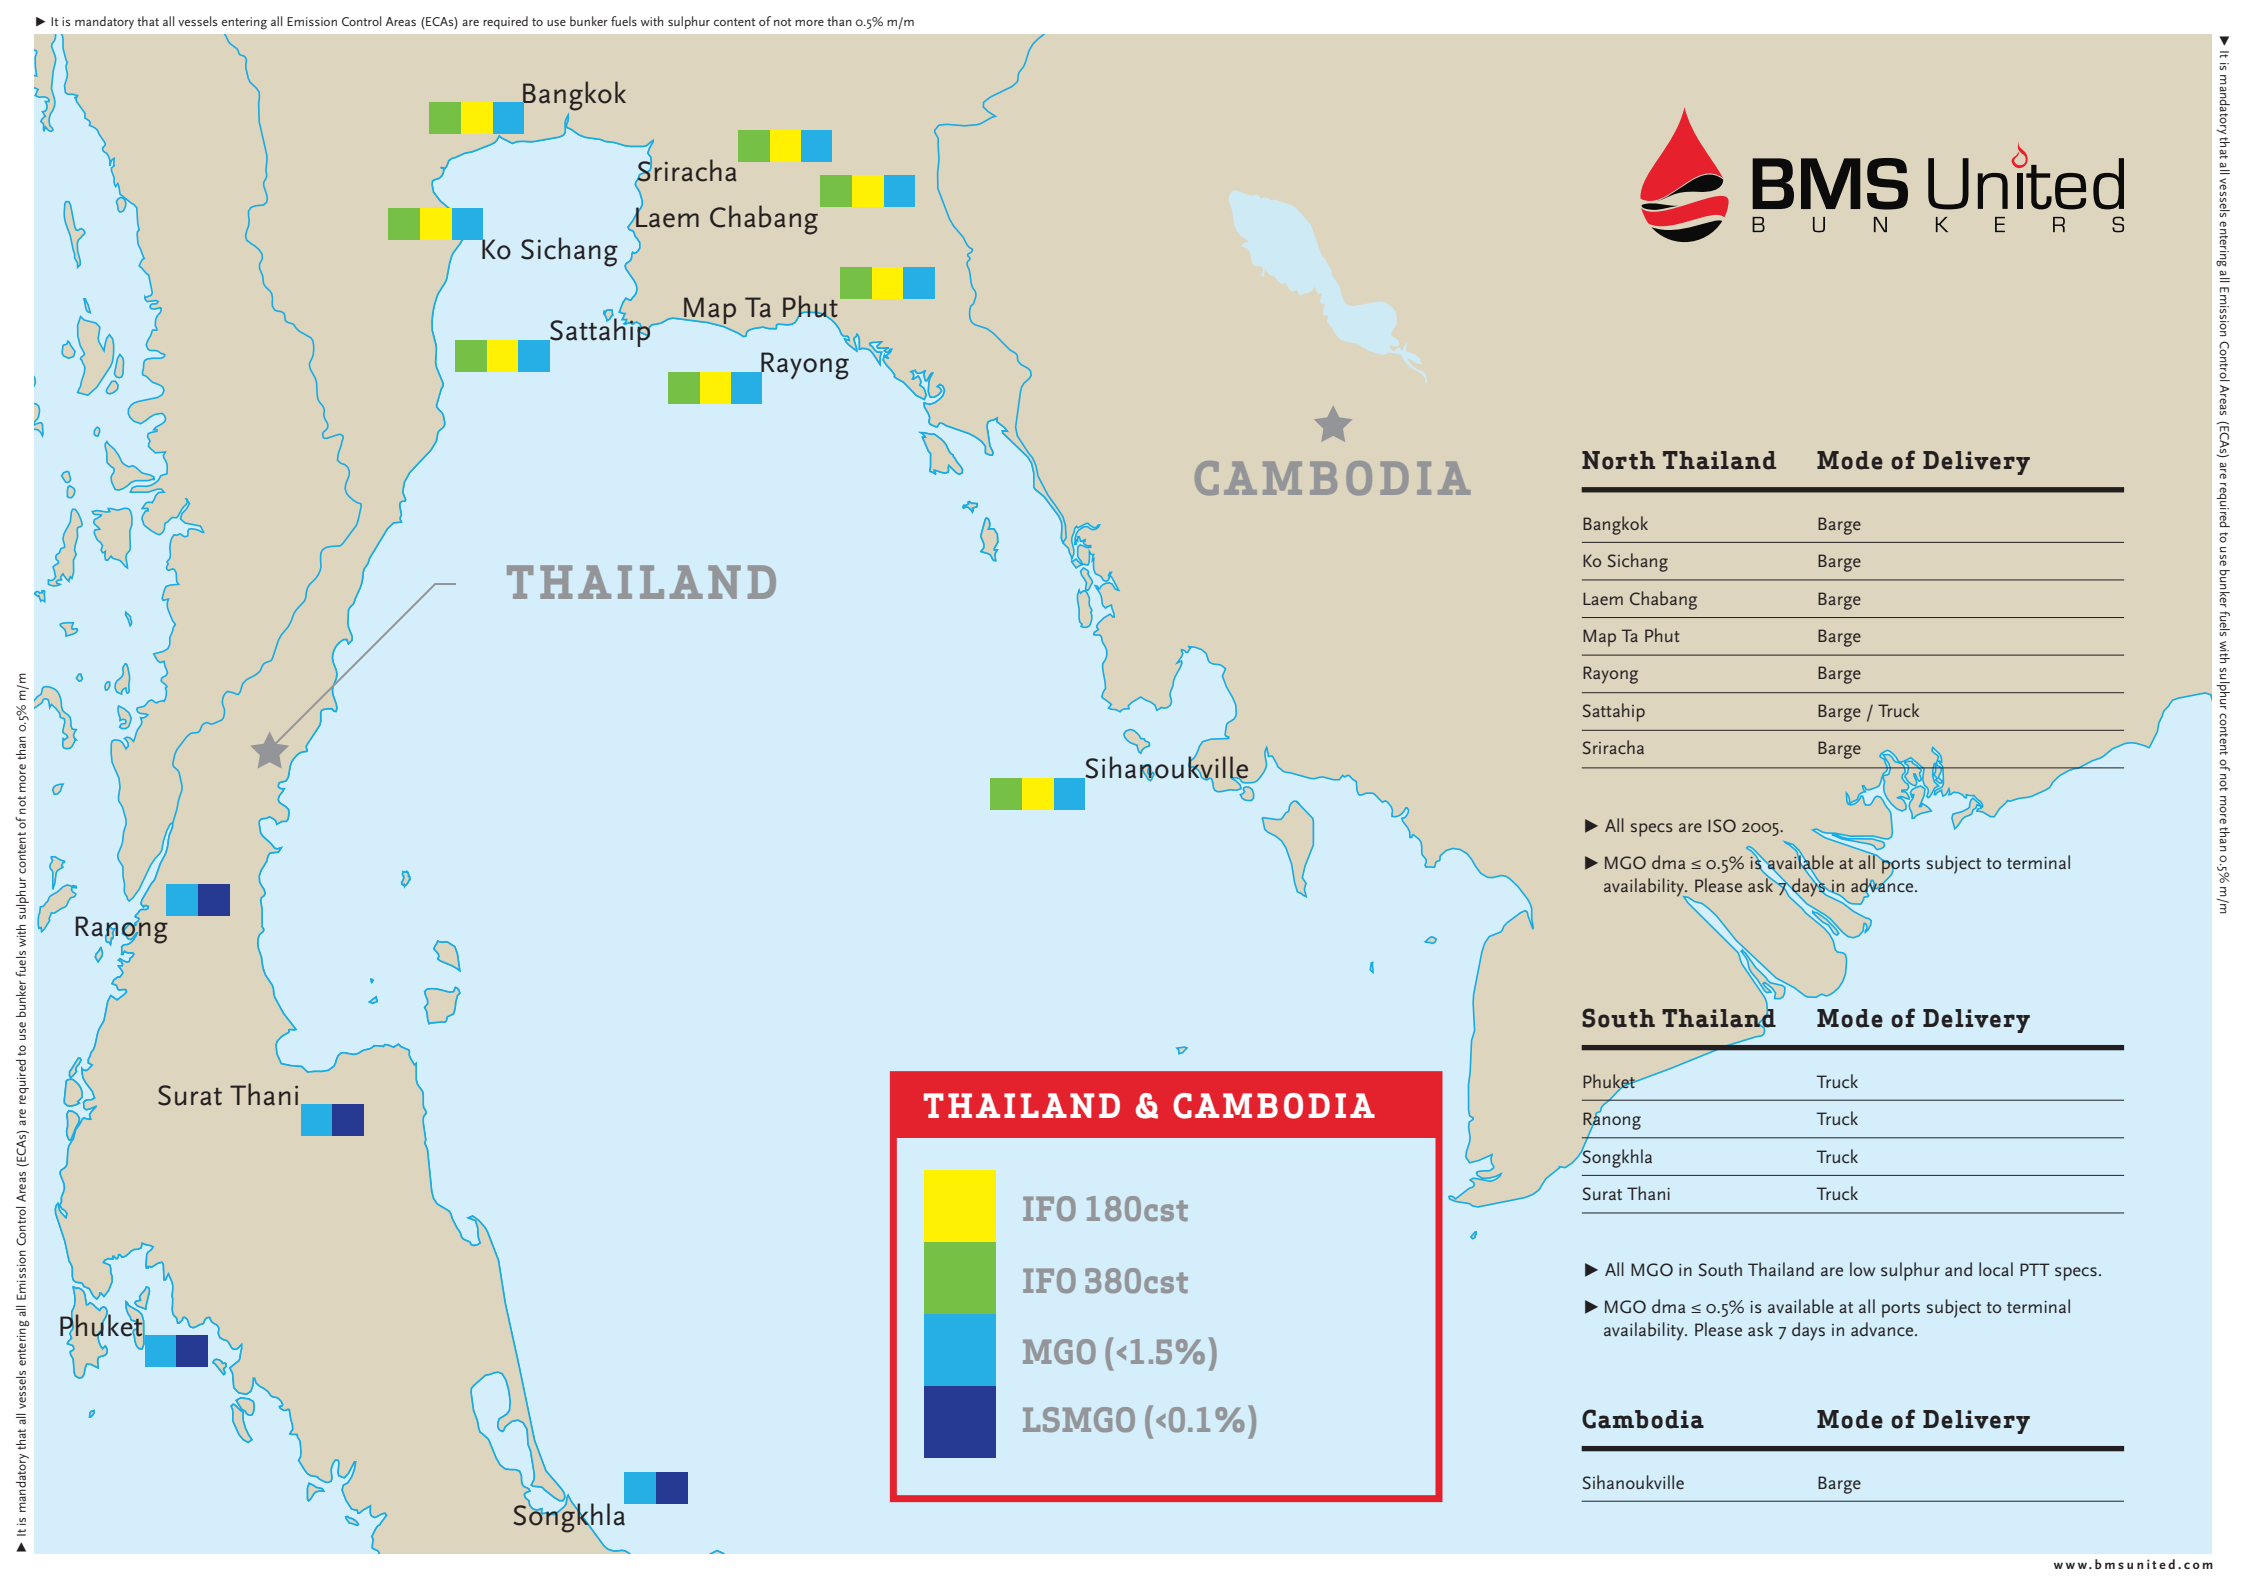 ► It is mandatory that all vessels entering all Emission Control Areas (ECAs) are required to use bunker fuels with sulphur content of not more than 0.5% m/m
► It is mandatory that all vessels entering all Emission Control Areas (ECAs) are required to use bunker fuels with sulphur content of not more than 0.5% m/m
► It is mandatory that all vessels entering all Emission Control Areas (ECAs) are required to use bunker fuels with sulphur content of not more than 0.5% m/m
BMS United
BUNKERS
Bangkok
Sriracha
Laem Chabang
Ko Sichang
Map Ta Phut
Sattahip
Rayong
CAMBODIA
THAILAND
Sihanoukville
Ranong
Surat Thani
Phuket
Songkhla
THAILAND & CAMBODIA
IFO 180cst
IFO 380cst
MGO (<1.5%)
LSMGO (<0.1%)
North Thailand Mode of Delivery
Bangkok Barge
Ko Sichang Barge
Laem Chabang Barge
Map Ta Phut Barge
Rayong Barge
Sattahip Barge / Truck
Sriracha Barge
► All specs are ISO 2005.
► MGO dma ≤ 0.5% is available at all ports subject to terminal
availability. Please ask 7 days in advance.
South Thailand Mode of Delivery
Phuket Truck
Ranong Truck
Songkhla Truck
Surat Thani Truck
► All MGO in South Thailand are low sulphur and local PTT specs.
► MGO dma ≤ 0.5% is available at all ports subject to terminal
availability. Please ask 7 days in advance.
Cambodia Mode of Delivery
Sihanoukville Barge
www.bmsunited.com